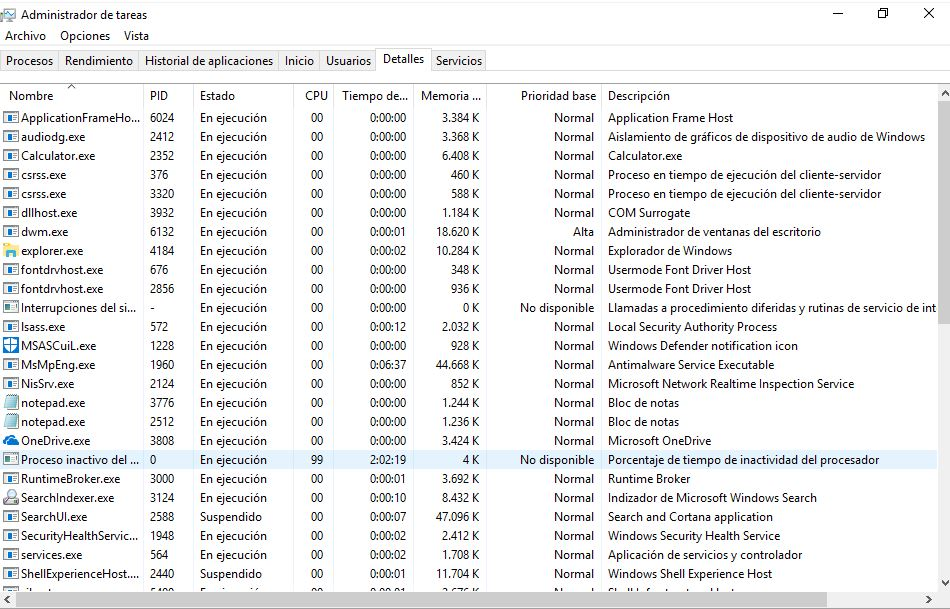 Administrador de tareas
Archivo Opciones Vista
Procesos Rendimiento Historial de aplicaciones Inicio Usuarios Detalles Servicios
Nombre PID Estado CPU Tiempo de... Memoria ... Prioridad base Descripción
ApplicationFrameHo... 6024 En ejecución 00 0:00:00 3.384 K Normal Application Frame Host
audiodg.exe 2412 En ejecución 00 0:00:00 3.368 K Normal Aislamiento de gráficos de dispositivo de audio de Windows
Calculator.exe 2352 En ejecución 00 0:00:00 6.408 K Normal Calculator.exe
csrss.exe 376 En ejecución 00 0:00:00 460 K Normal Proceso en tiempo de ejecución del cliente-servidor
csrss.exe 3320 En ejecución 00 0:00:00 588 K Normal Proceso en tiempo de ejecución del cliente-servidor
dllhost.exe 3932 En ejecución 00 0:00:00 1.184 K Normal COM Surrogate
dwm.exe 6132 En ejecución 00 0:00:01 18.620 K Alta Administrador de ventanas del escritorio
explorer.exe 4184 En ejecución 00 0:00:02 10.284 K Normal Explorador de Windows
fontdrvhost.exe 676 En ejecución 00 0:00:00 348 K Normal Usermode Font Driver Host
fontdrvhost.exe 2856 En ejecución 00 0:00:00 936 K Normal Usermode Font Driver Host
Interrupciones del si... - En ejecución 00 0:00:00 0 K No disponible Llamadas a procedimiento diferidas y rutinas de servicio de int
lsass.exe 572 En ejecución 00 0:00:12 2.032 K Normal Local Security Authority Process
MSASCuiL.exe 1228 En ejecución 00 0:00:00 928 K Normal Windows Defender notification icon
MsMpEng.exe 1960 En ejecución 00 0:06:37 44.668 K Normal Antimalware Service Executable
NisSrv.exe 2124 En ejecución 00 0:00:00 852 K Normal Microsoft Network Realtime Inspection Service
notepad.exe 3776 En ejecución 00 0:00:00 1.244 K Normal Bloc de notas
notepad.exe 2512 En ejecución 00 0:00:00 1.236 K Normal Bloc de notas
OneDrive.exe 3808 En ejecución 00 0:00:00 3.424 K Normal Microsoft OneDrive
Proceso inactivo del ... 0 En ejecución 99 2:02:19 4 K No disponible Porcentaje de tiempo de inactividad del procesador
RuntimeBroker.exe 3000 En ejecución 00 0:00:01 3.692 K Normal Runtime Broker
SearchIndexer.exe 3124 En ejecución 00 0:00:10 8.432 K Normal Indizador de Microsoft Windows Search
SearchUI.exe 2588 Suspendido 00 0:00:07 47.096 K Normal Search and Cortana application
SecurityHealthServic... 1948 En ejecución 00 0:00:02 2.412 K Normal Windows Security Health Service
services.exe 564 En ejecución 00 0:00:02 1.708 K Normal Aplicación de servicios y controlador
ShellExperienceHost.... 2440 Suspendido 00 0:00:01 11.704 K Normal Windows Shell Experience Host